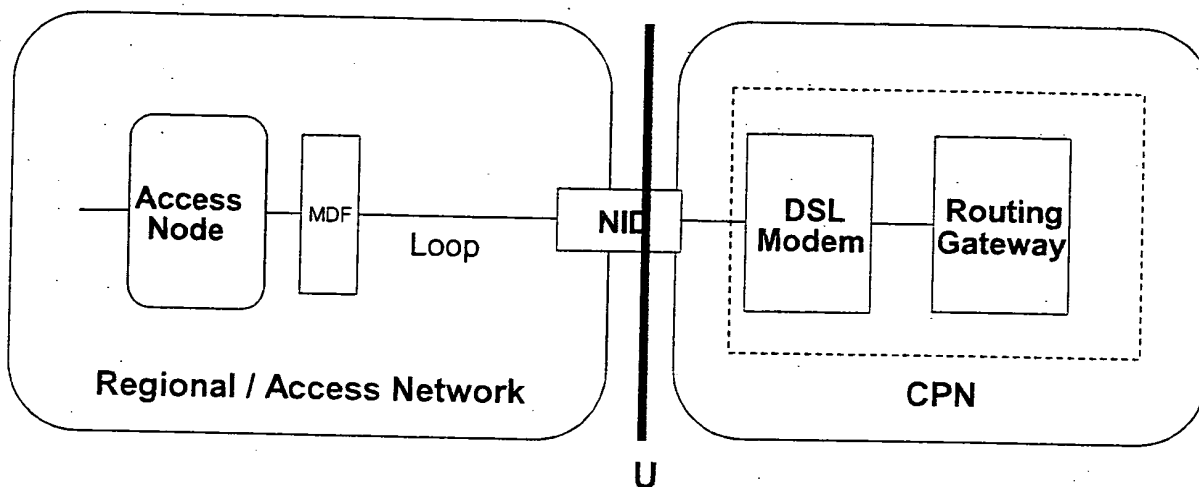 Access
Node
MDF
Loop
NID
DSL
Modem
Routing
Gateway
Regional / Access Network
CPN
U